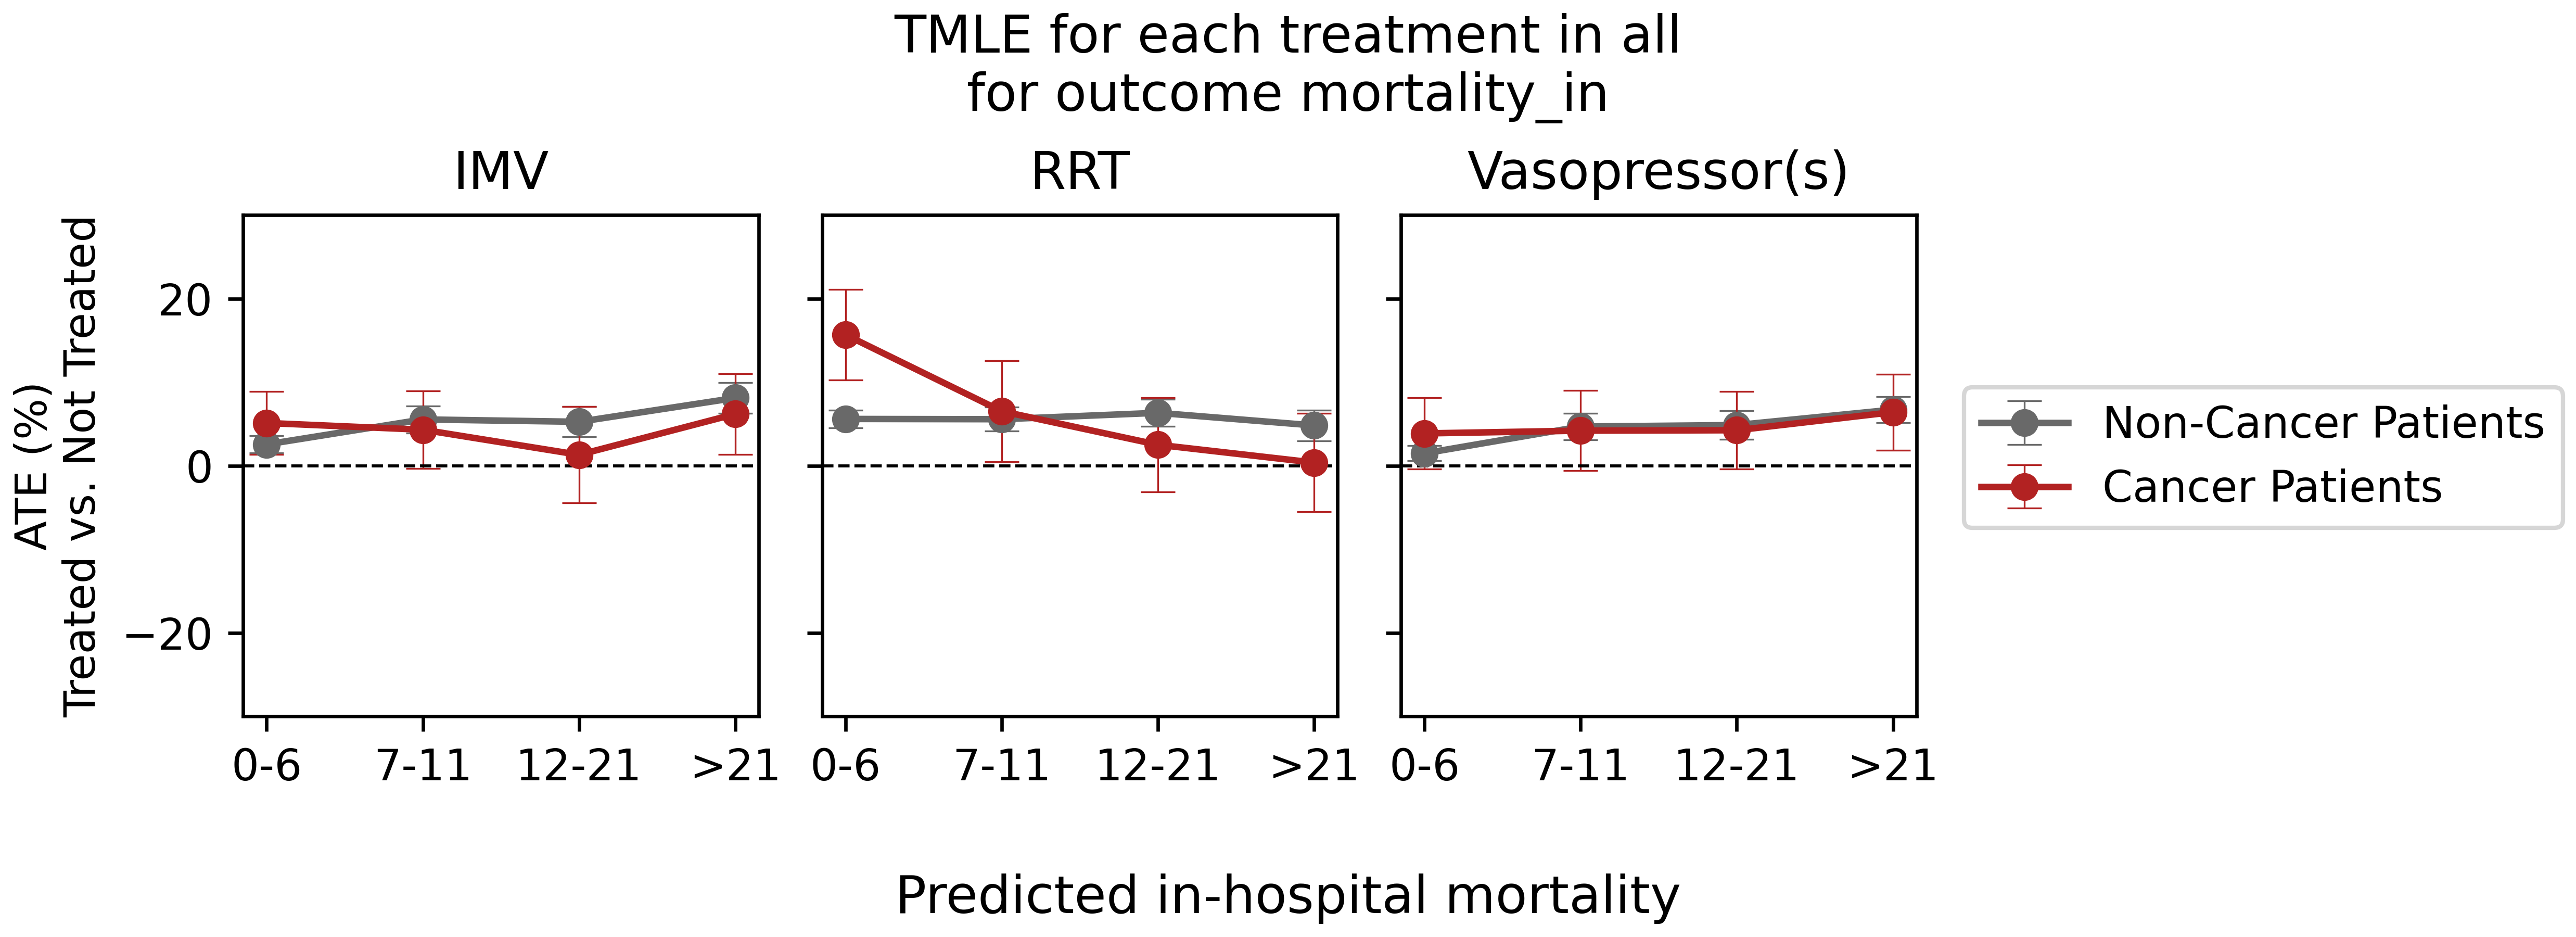 TMLE for each treatment in all
for outcome mortality_in
IMV
RRT
Vasopressor(s)
ATE (%)
Treated vs. Not Treated
20
0
−20
0-6
7-11
12-21
>21
0-6
7-11
12-21
>21
0-6
7-11
12-21
>21
Non-Cancer Patients
Cancer Patients
Predicted in-hospital mortality